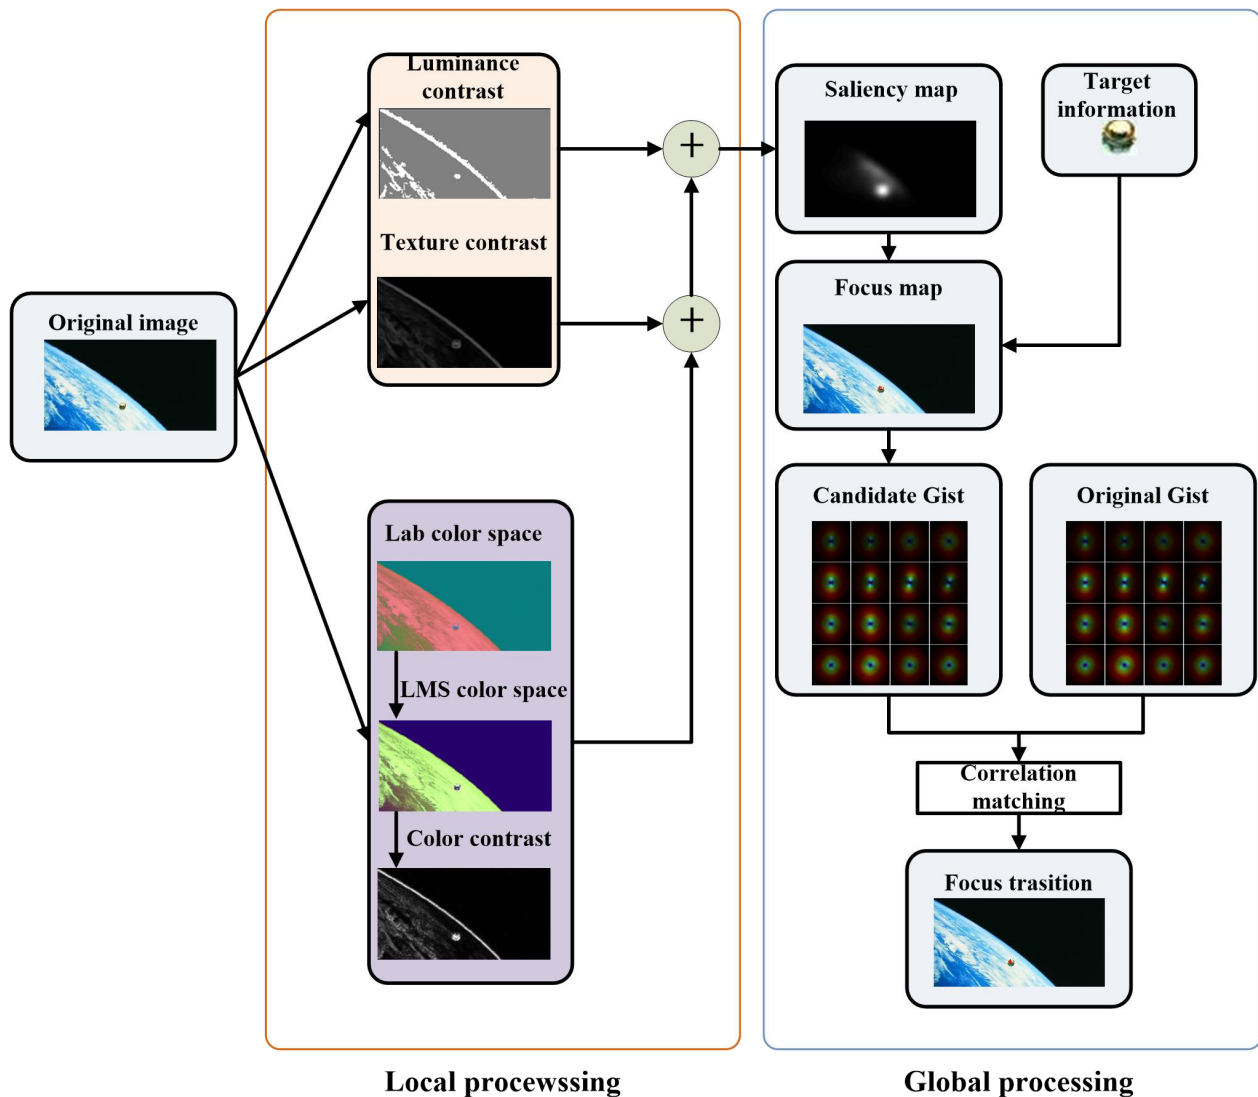 Original image
Luminance
contrast
Texture contrast
+
+
Lab color space
LMS color space
Color contrast
Local procewssing
Saliency map
Target
information
Focus map
Candidate Gist
Original Gist
Correlation
matching
Focus trasition
Global processing